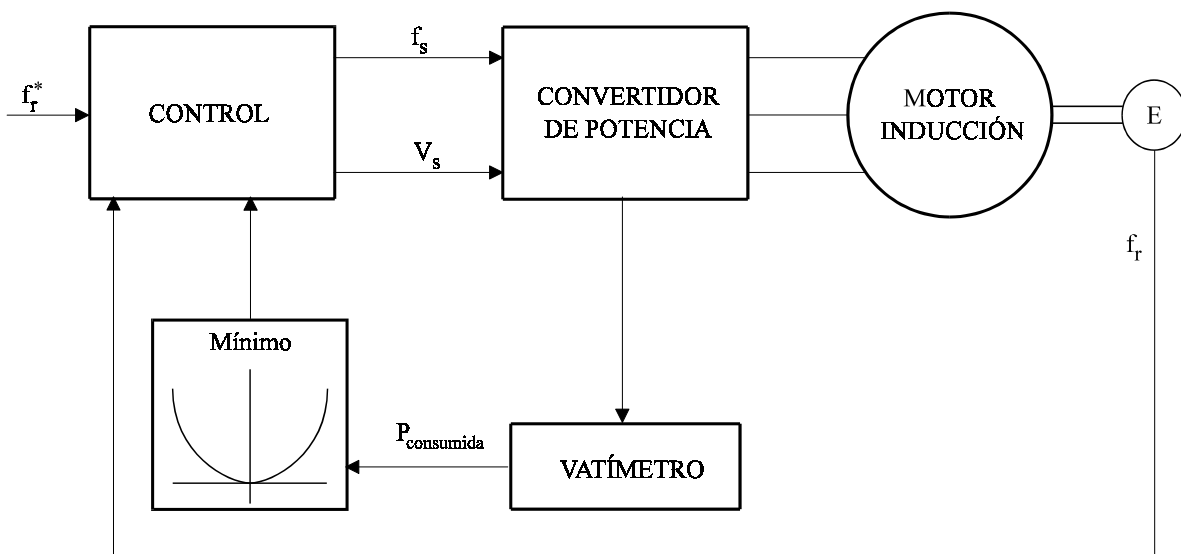 f_s
f_r^*
CONTROL
V_s
CONVERTIDOR
DE POTENCIA
MOTOR
INDUCCIÓN
E
f_r
Mínimo
P_consumida
VATÍMETRO